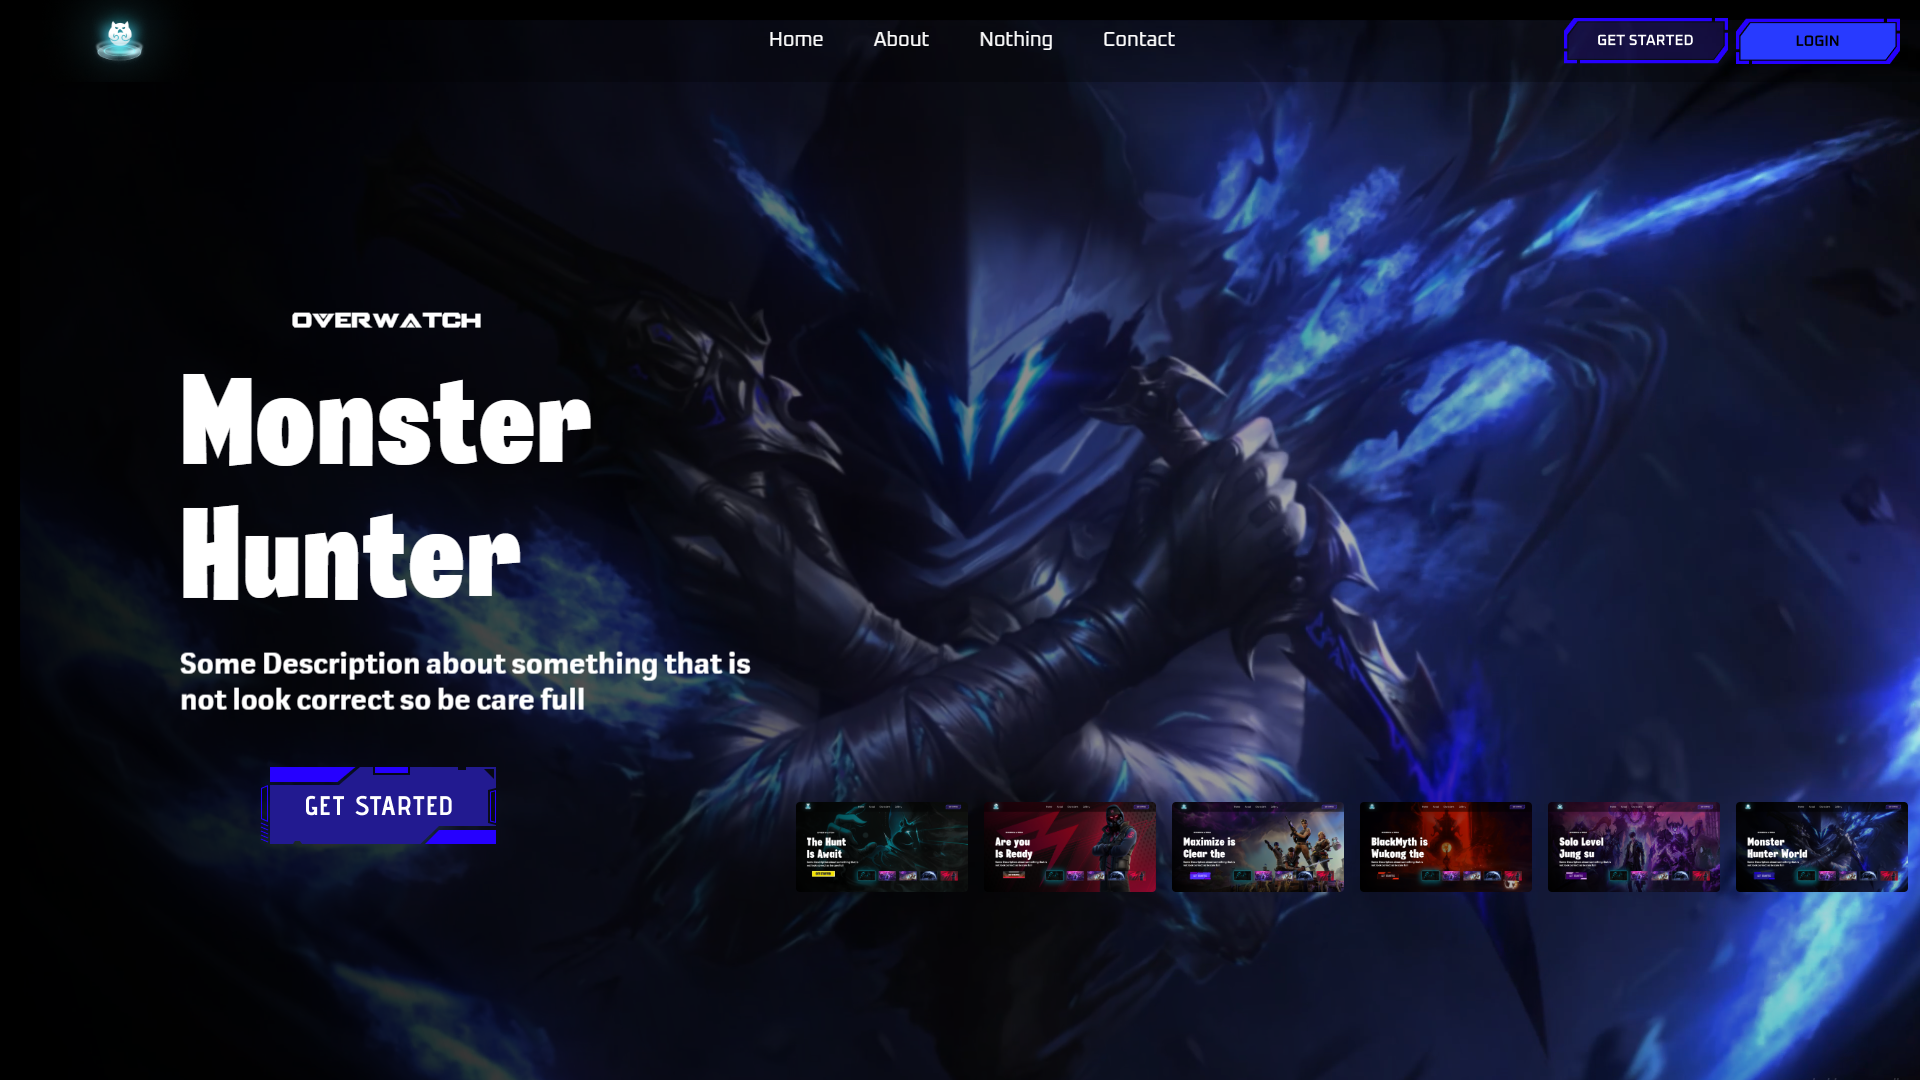 Home About Nothing Contact
GET STARTED
LOGIN
OVERWATCH
Monster
Hunter
Some Description about something that is
not look correct so be care full
GET STARTED
The Hunt
Is Await
Are you
Is Ready
Maximize is
Clear the
BlackMyth is
Wukong the
Solo Level
Jung su
Monster
Hunter World